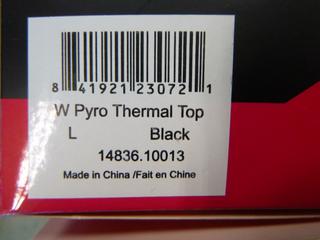 8 41921 23072 1
W Pyro Thermal Top
L Black
14836.10013
Made in China /Fait en Chine